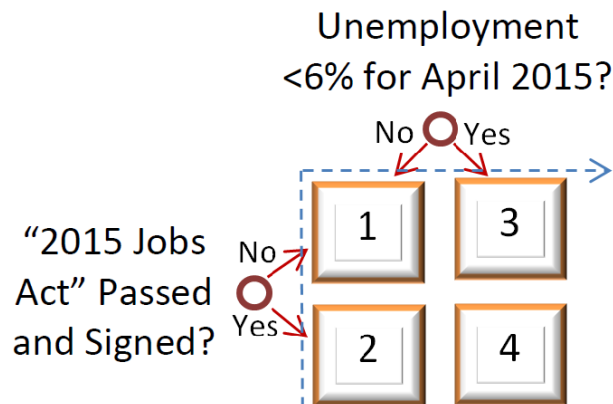 Unemployment
<6% for April 2015?
No Yes
1 3
“2015 Jobs
Act” Passed
and Signed?
No
Yes
2 4